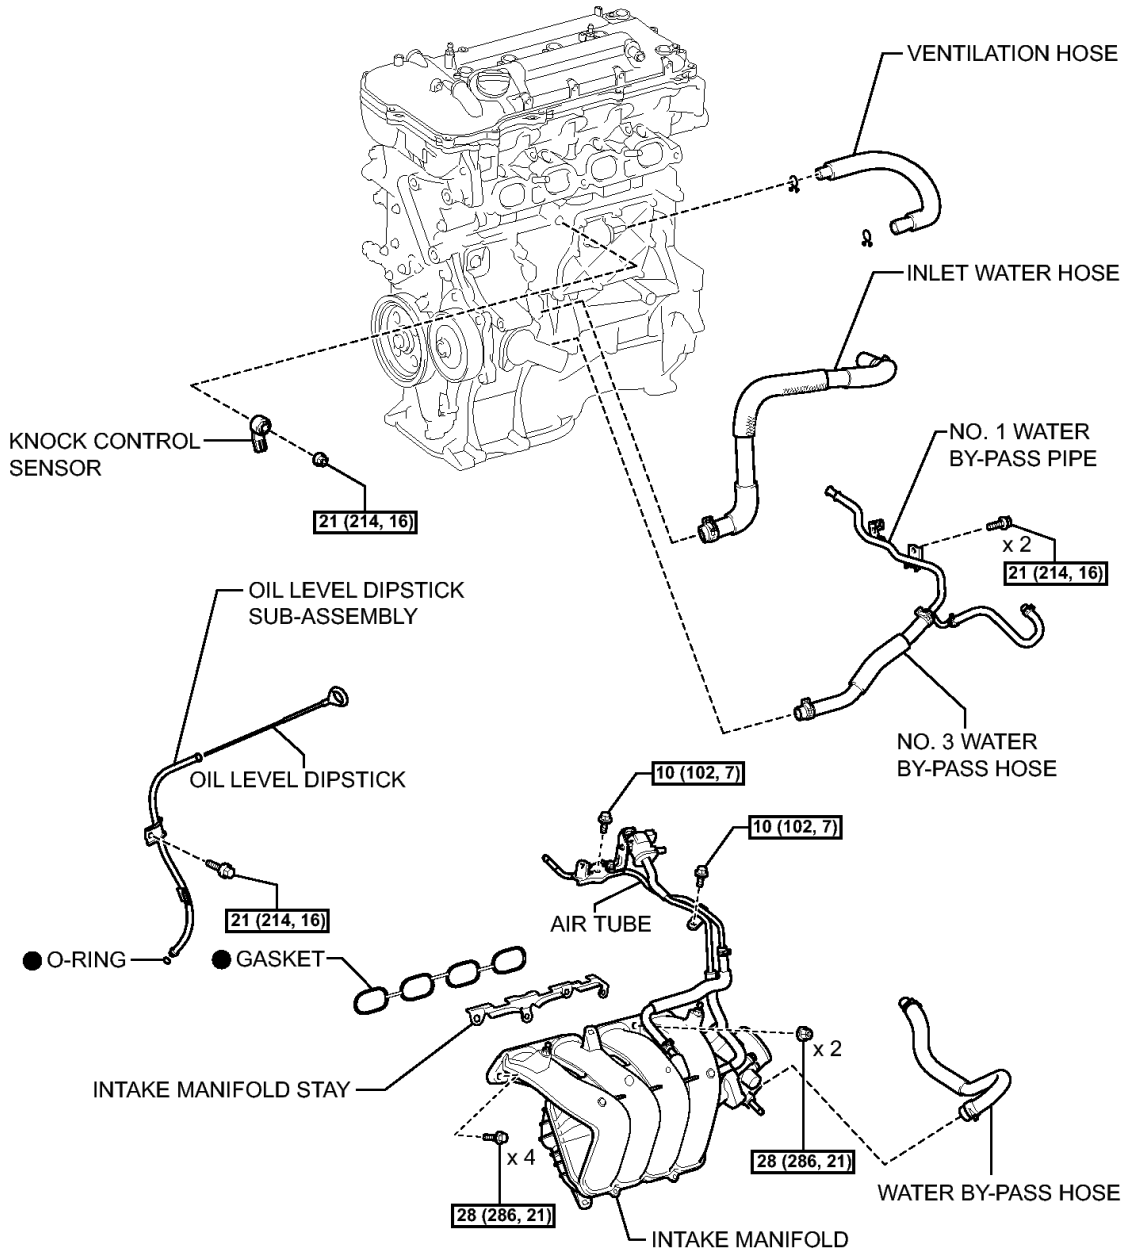 VENTILATION HOSE
INLET WATER HOSE
KNOCK CONTROL
SENSOR
21 (214, 16)
NO. 1 WATER
BY-PASS PIPE
x 2
21 (214, 16)
OIL LEVEL DIPSTICK
SUB-ASSEMBLY
OIL LEVEL DIPSTICK
NO. 3 WATER
BY-PASS HOSE
10 (102, 7)
10 (102, 7)
21 (214, 16)
AIR TUBE
O-RING
GASKET
x 2
INTAKE MANIFOLD STAY
x 4
28 (286, 21)
28 (286, 21)
WATER BY-PASS HOSE
INTAKE MANIFOLD